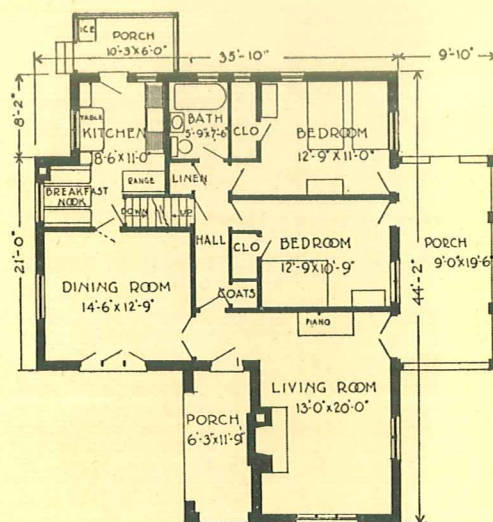 ICE
PORCH
10'-3"X6'-0"
35'-10"
9'-10"
8'-2"
TABLE
KITCHEN
8'-6"X11'-0"
BATH
5'-9"X7'-6"
CLO
BEDROOM
12'-9"X11'-0"
RANGE
LINEN
BREAKFAST
NOOK
DOWN
UP
21'-0"
HALL
CLO
BEDROOM
12'-9"X10'-9"
PORCH
9'-0"X19'-6"
44'-2"
DINING ROOM
14'-6"X12'-9"
COATS
PIANO
LIVING ROOM
13'-0"X20'-0"
PORCH
6'-3"X11'-9"